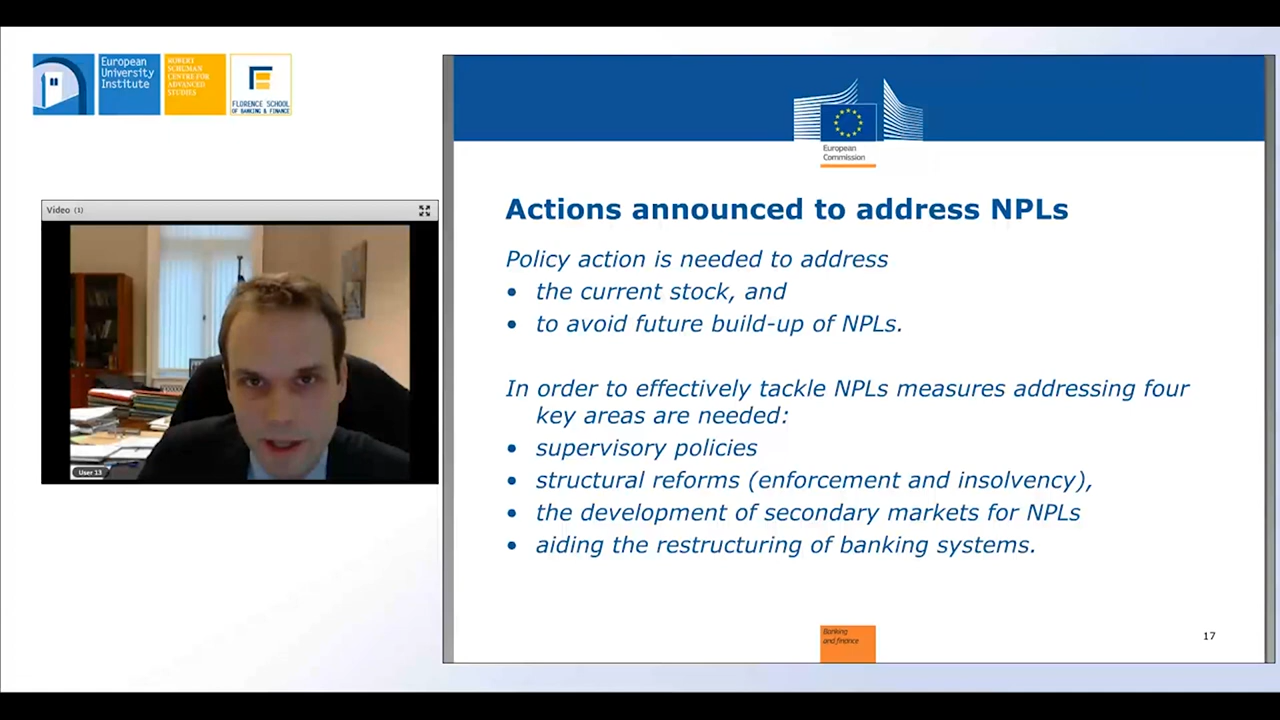 European
University
Institute
ROBERT
SCHUMAN
CENTRE FOR
ADVANCED
STUDIES
FLORENCE SCHOOL
OF BANKING & FINANCE
Video (1)
User 13
European
Commission
Actions announced to address NPLs
Policy action is needed to address
• the current stock, and
• to avoid future build-up of NPLs.
In order to effectively tackle NPLs measures addressing four
key areas are needed:
• supervisory policies
• structural reforms (enforcement and insolvency),
• the development of secondary markets for NPLs
• aiding the restructuring of banking systems.
Banking
and finance
17